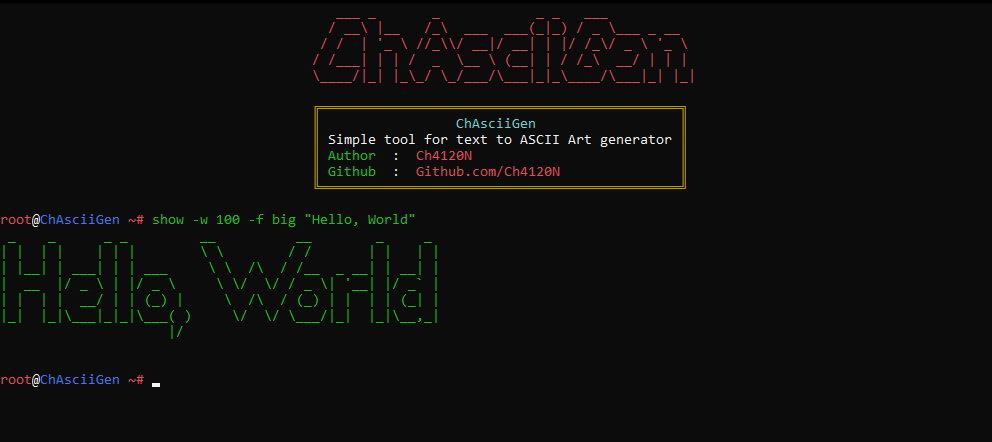 ChAsciiGen
ChAsciiGen
Simple tool for text to ASCII Art generator
Author : Ch4120N
Github : Github.com/Ch4120N
root@ChAsciiGen ~# show -w 100 -f big "Hello, World"
Hello, World
root@ChAsciiGen ~#